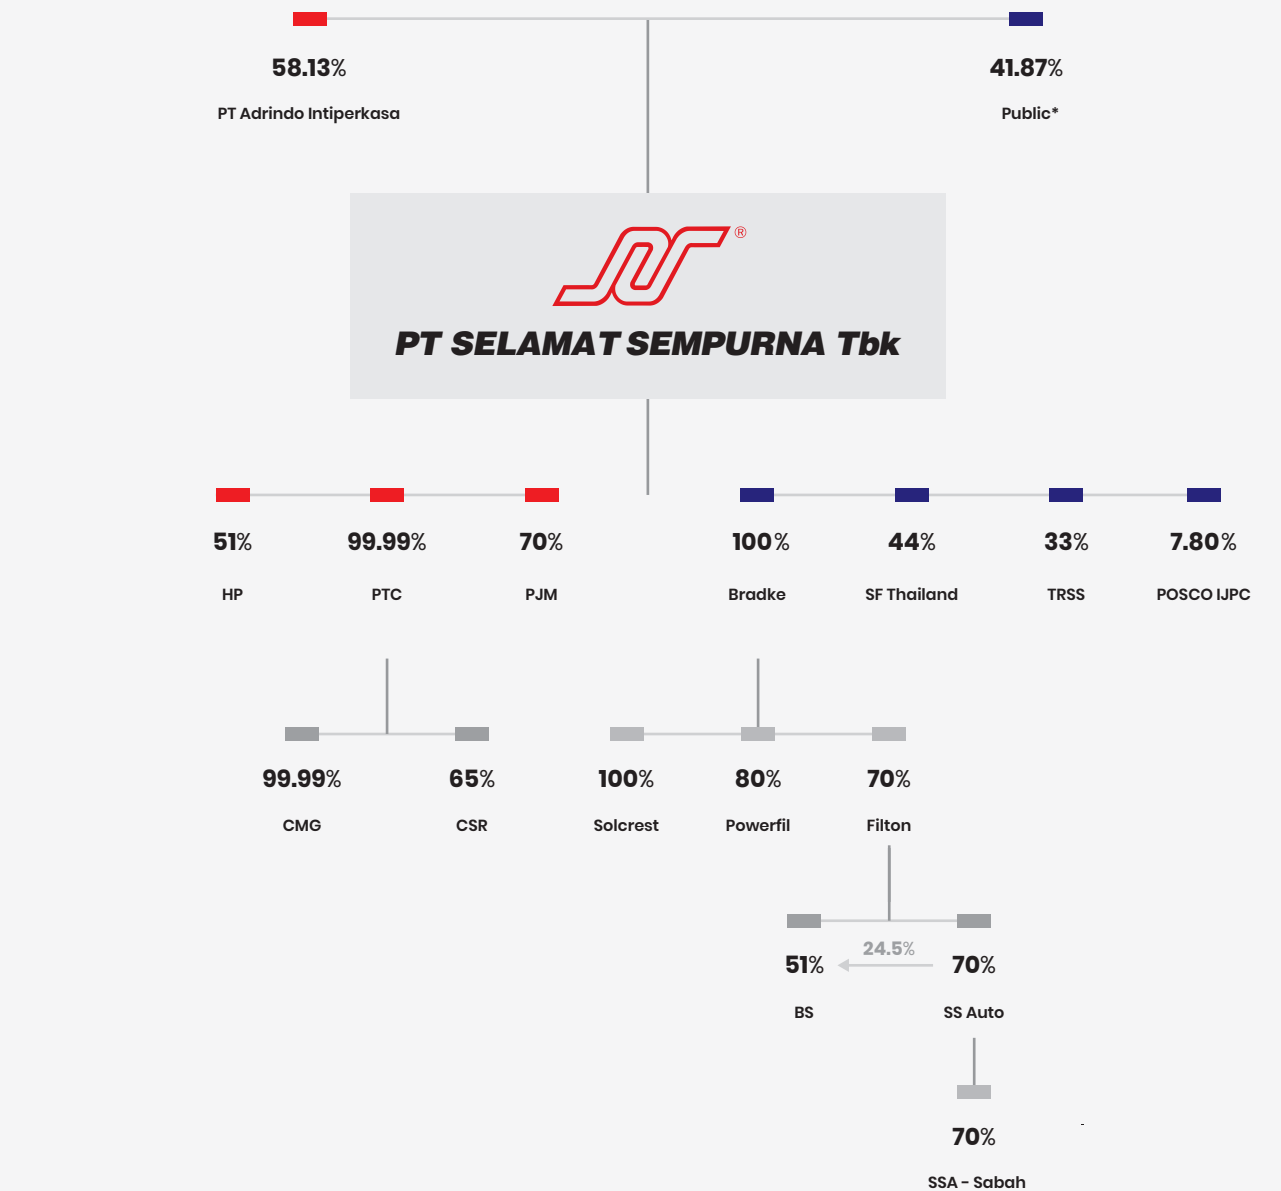 58.13% 41.87%
PT Adrindo Intiperkasa Public*
®
PT SELAMAT SEMPURNA Tbk
51% 99.99% 70% 100% 44% 33% 7.80%
HP PTC PJM Bradke SF Thailand TRSS POSCO IJPC
99.99% 65% 100% 80% 70%
CMG CSR Solcrest Powerfil Filton
24.5%
51% 70%
BS SS Auto
70%
SSA - Sabah